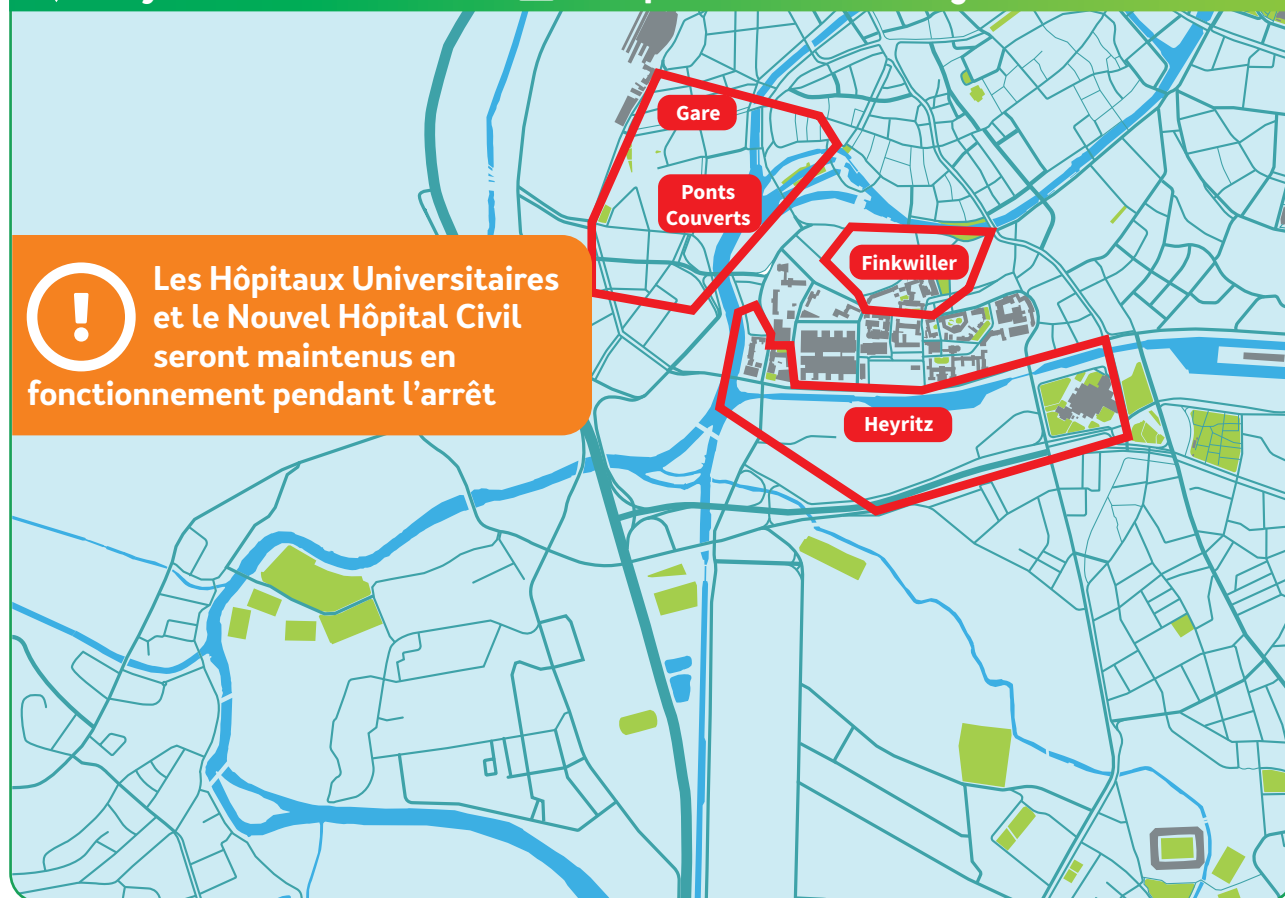 Gare
Ponts
Couverts
Finkwiller
!
Les Hôpitaux Universitaires
et le Nouvel Hôpital Civil
seront maintenus en
fonctionnement pendant l'arrêt
Heyritz